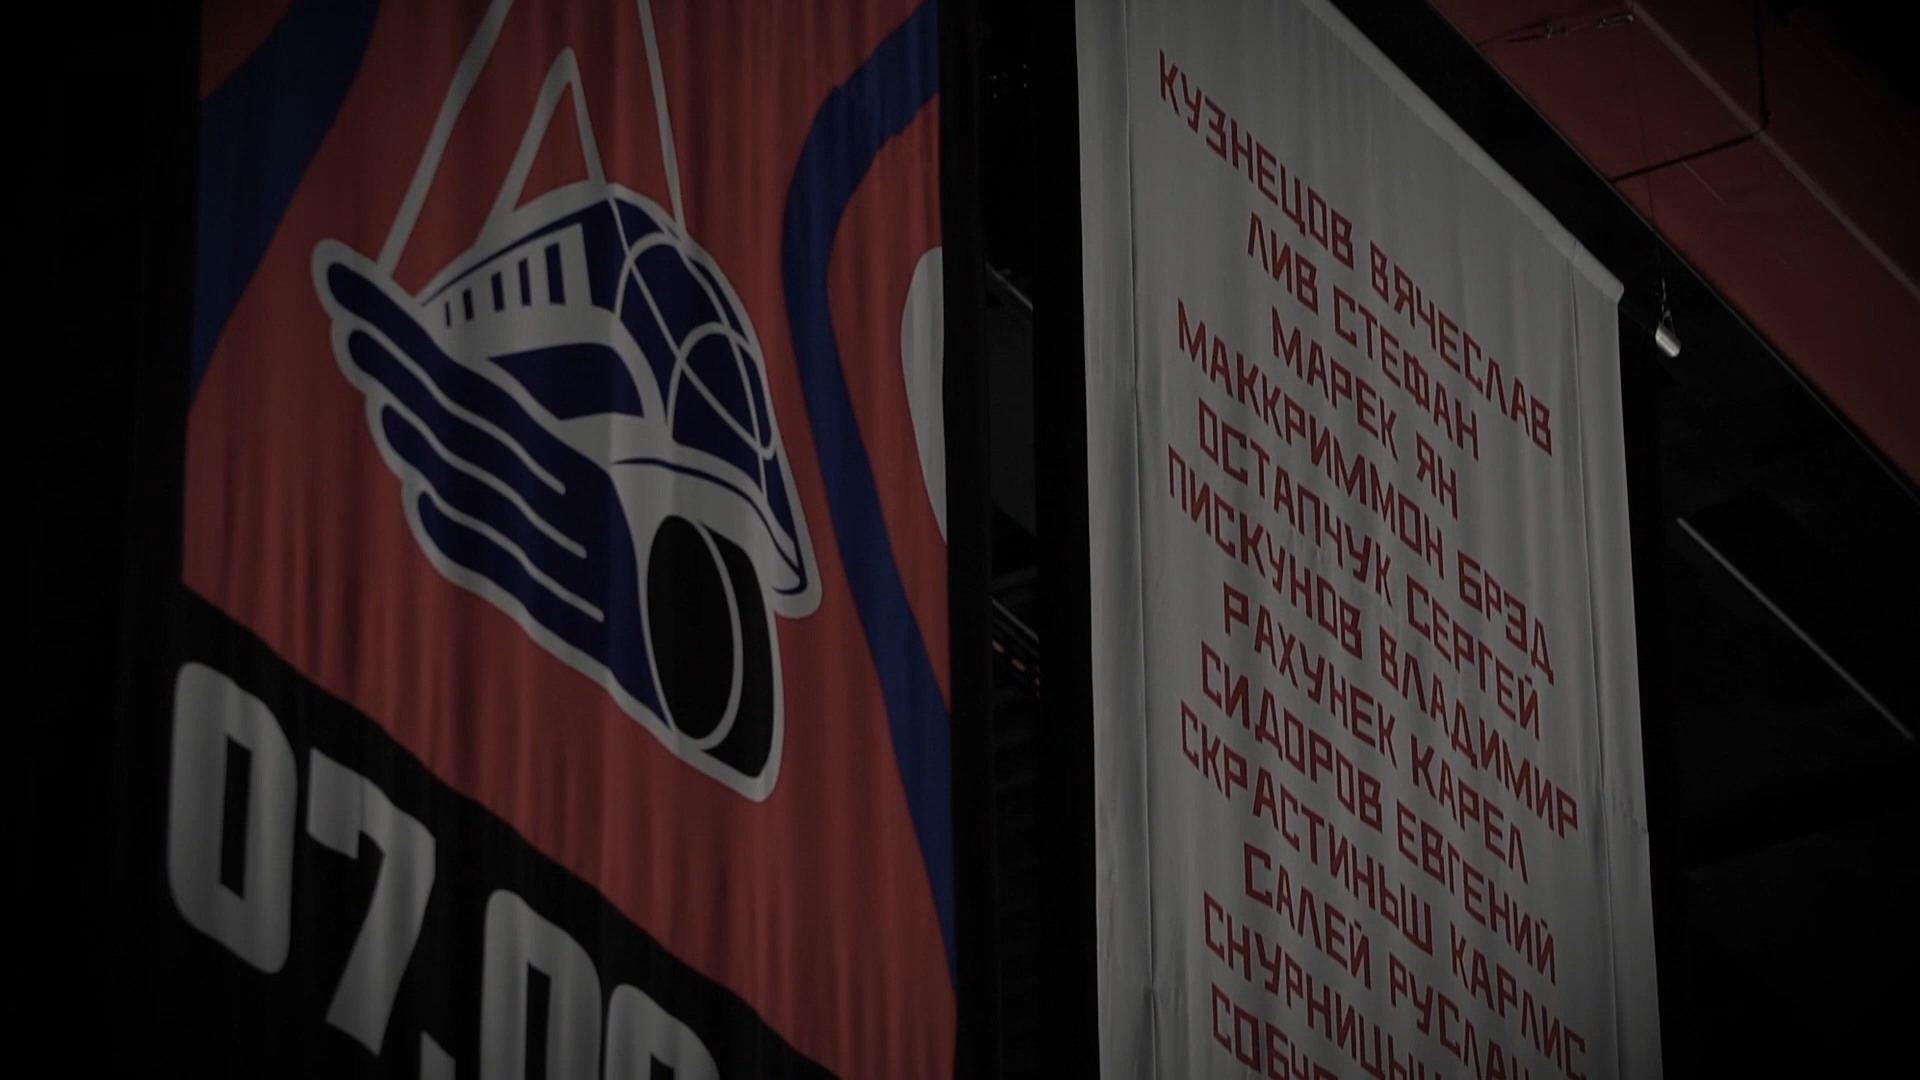 07.09
КУЗНЕЦОВ ВЯЧЕСЛАВ
ЛИВ СТЕФАН
МАРЕК ЯН
МАККРИММОН БРЭД
ОСТАПЧУК СЕРГЕЙ
ПИСКУНОВ ВЛАДИМИР
РАХУНЕК КАРЕЛ
СИДОРОВ ЕВГЕНИЙ
СКРАСТИНЬШ КАРЛИС
САЛЕЙ РУСЛАН